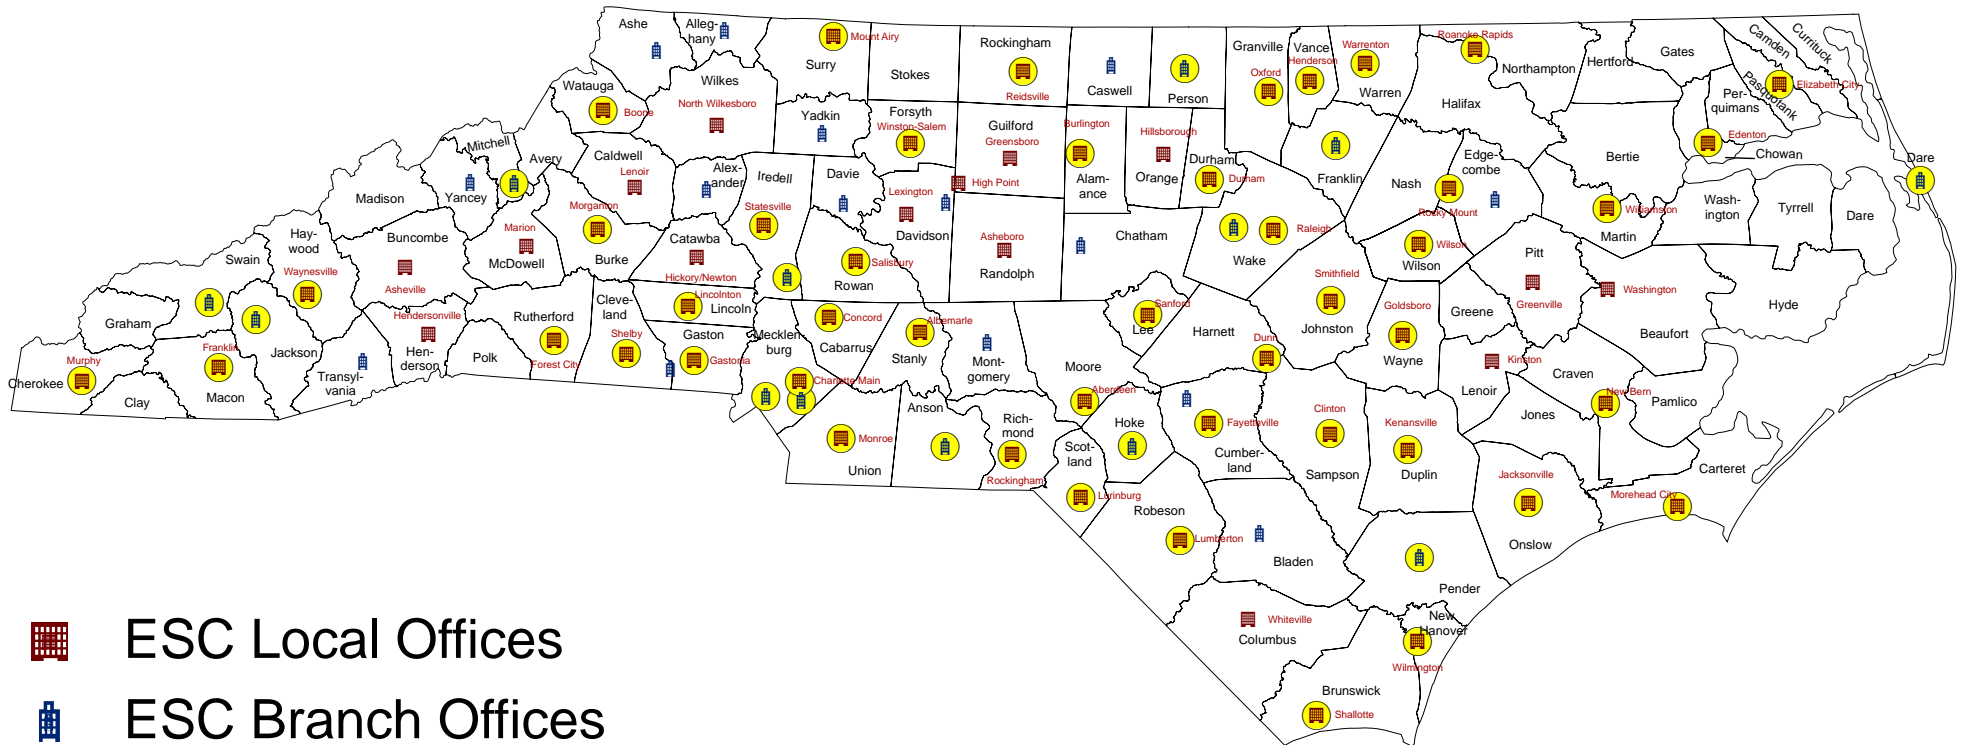 Ashe
Alleg-
hany
Mount Airy
Surry
Stokes
Rockingham
Reidsville
Caswell
Person
Granville
Oxford
Vance
Henderson
Warrenton
Warren
Roanoke Rapids
Northampton
Halifax
Hertford
Gates
Camden
Currituck
Pasquotank
Elizabeth City
Per-
quimans
Edenton
Chowan
Bertie
Watauga
Boone
Wilkes
North Wilkesboro
Yadkin
Forsyth
Winston-Salem
Guilford
Greensboro
High Point
Burlington
Alam-
ance
Hillsborough
Orange
Durham
Durham
Franklin
Nash
Rocky Mount
Edge-
combe
Williamston
Martin
Wash-
ington
Tyrrell
Dare
Dare
Mitchell
Avery
Yancey
Madison
Caldwell
Lenoir
Alex-
ander
Iredell
Statesville
Davie
Lexington
Davidson
Asheboro
Randolph
Chatham
Raleigh
Wake
Wilson
Wilson
Pitt
Greenville
Washington
Beaufort
Hyde
Morganton
Burke
Marion
McDowell
Buncombe
Asheville
Hay-
wood
Waynesville
Swain
Graham
Catawba
Hickory/Newton
Salisbury
Rowan
Lincolnton
Lincoln
Cleve-
land
Shelby
Rutherford
Forest City
Polk
Hendersonville
Hen-
derson
Transyl-
vania
Jackson
Franklin
Macon
Murphy
Cherokee
Clay
Gaston
Gastonia
Mecklen-
burg
Charlotte Main
Concord
Cabarrus
Albemarle
Stanly
Mont-
gomery
Moore
Aberdeen
Sanford
Lee
Harnett
Dunn
Smithfield
Johnston
Goldsboro
Wayne
Greene
Kinston
Lenoir
Craven
New Bern
Pamlico
Jones
Carteret
Morehead City
Monroe
Union
Anson
Rich-
mond
Rockingham
Scot-
land
Lurinburg
Hoke
Fayetteville
Cumber-
land
Clinton
Sampson
Kenansville
Duplin
Jacksonville
Onslow
Robeson
Lumberton
Bladen
Pender
Whiteville
Columbus
New
Hanover
Wilmington
Brunswick
Shallotte
ESC Local Offices
ESC Branch Offices